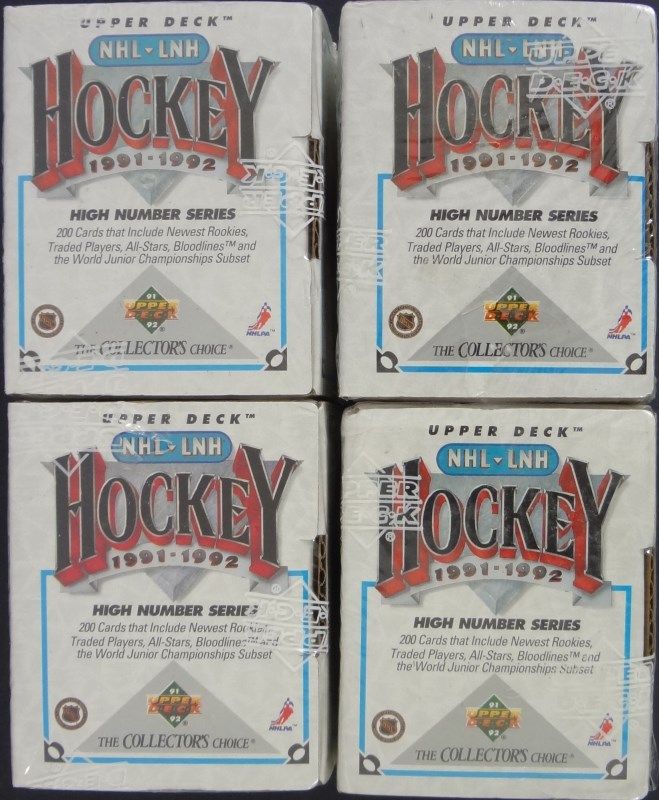 UPPER DECK™
NHL LNH
HOCKEY
1991-1992
HIGH NUMBER SERIES
200 Cards that Include Newest Rookies,
Traded Players, All-Stars, Bloodlines™ and
the World Junior Championships Subset
91
UPPER
DECK
92
NHLPA™
THE COLLECTOR'S CHOICE®
UPPER DECK™
NHL LNH
HOCKEY
1991-1992
UPPER
D·E·C·K
HIGH NUMBER SERIES
200 Cards that Include Newest Rookies,
Traded Players, All-Stars, Bloodlines™ and
the World Junior Championships Subset
91
UPPER
DECK
92
NHLPA™
THE COLLECTOR'S CHOICE®
UPPER DECK™
NHL LNH
HOCKEY
1991-1992
HIGH NUMBER SERIES
200 Cards that Include Newest Rookies,
Traded Players, All-Stars, Bloodlines™ and
the World Junior Championships Subset
91
UPPER
DECK
92
NHLPA™
THE COLLECTOR'S CHOICE®
UPPER DECK™
NHL LNH
HOCKEY
1991-1992
HIGH NUMBER SERIES
200 Cards that Include Newest Rookies,
Traded Players, All-Stars, Bloodlines™ and
the World Junior Championships Subset
91
UPPER
DECK
92
NHLPA™
THE COLLECTOR'S CHOICE®